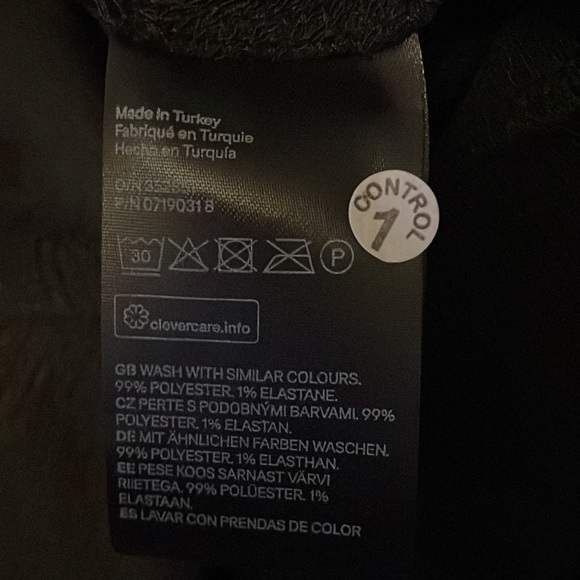 Made in Turkey
Fabriqué en Turquie
Hecho en Turquía
O/N
P/N 0719031 8
CONTROL
1
30
P
clevercare.info
GB WASH WITH SIMILAR COLOURS.
99% POLYESTER. 1% ELASTANE.
CZ PERTE S PODOBNÝMI BARVAMI. 99%
POLYESTER. 1% ELASTAN.
DE MIT ÄHNLICHEN FARBEN WASCHEN.
99% POLYESTER. 1% ELASTHAN.
EE PESE KOOS SARNAST VÄRVI
RIIETEGA. 99% POLÜESTER. 1%
ELASTAAN.
ES LAVAR CON PRENDAS DE COLOR